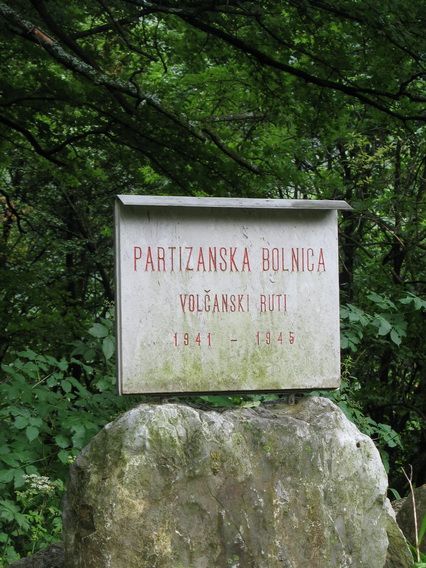 PARTIZANSKA BOLNICA
VOLČANSKI RUTI
1941 - 1945